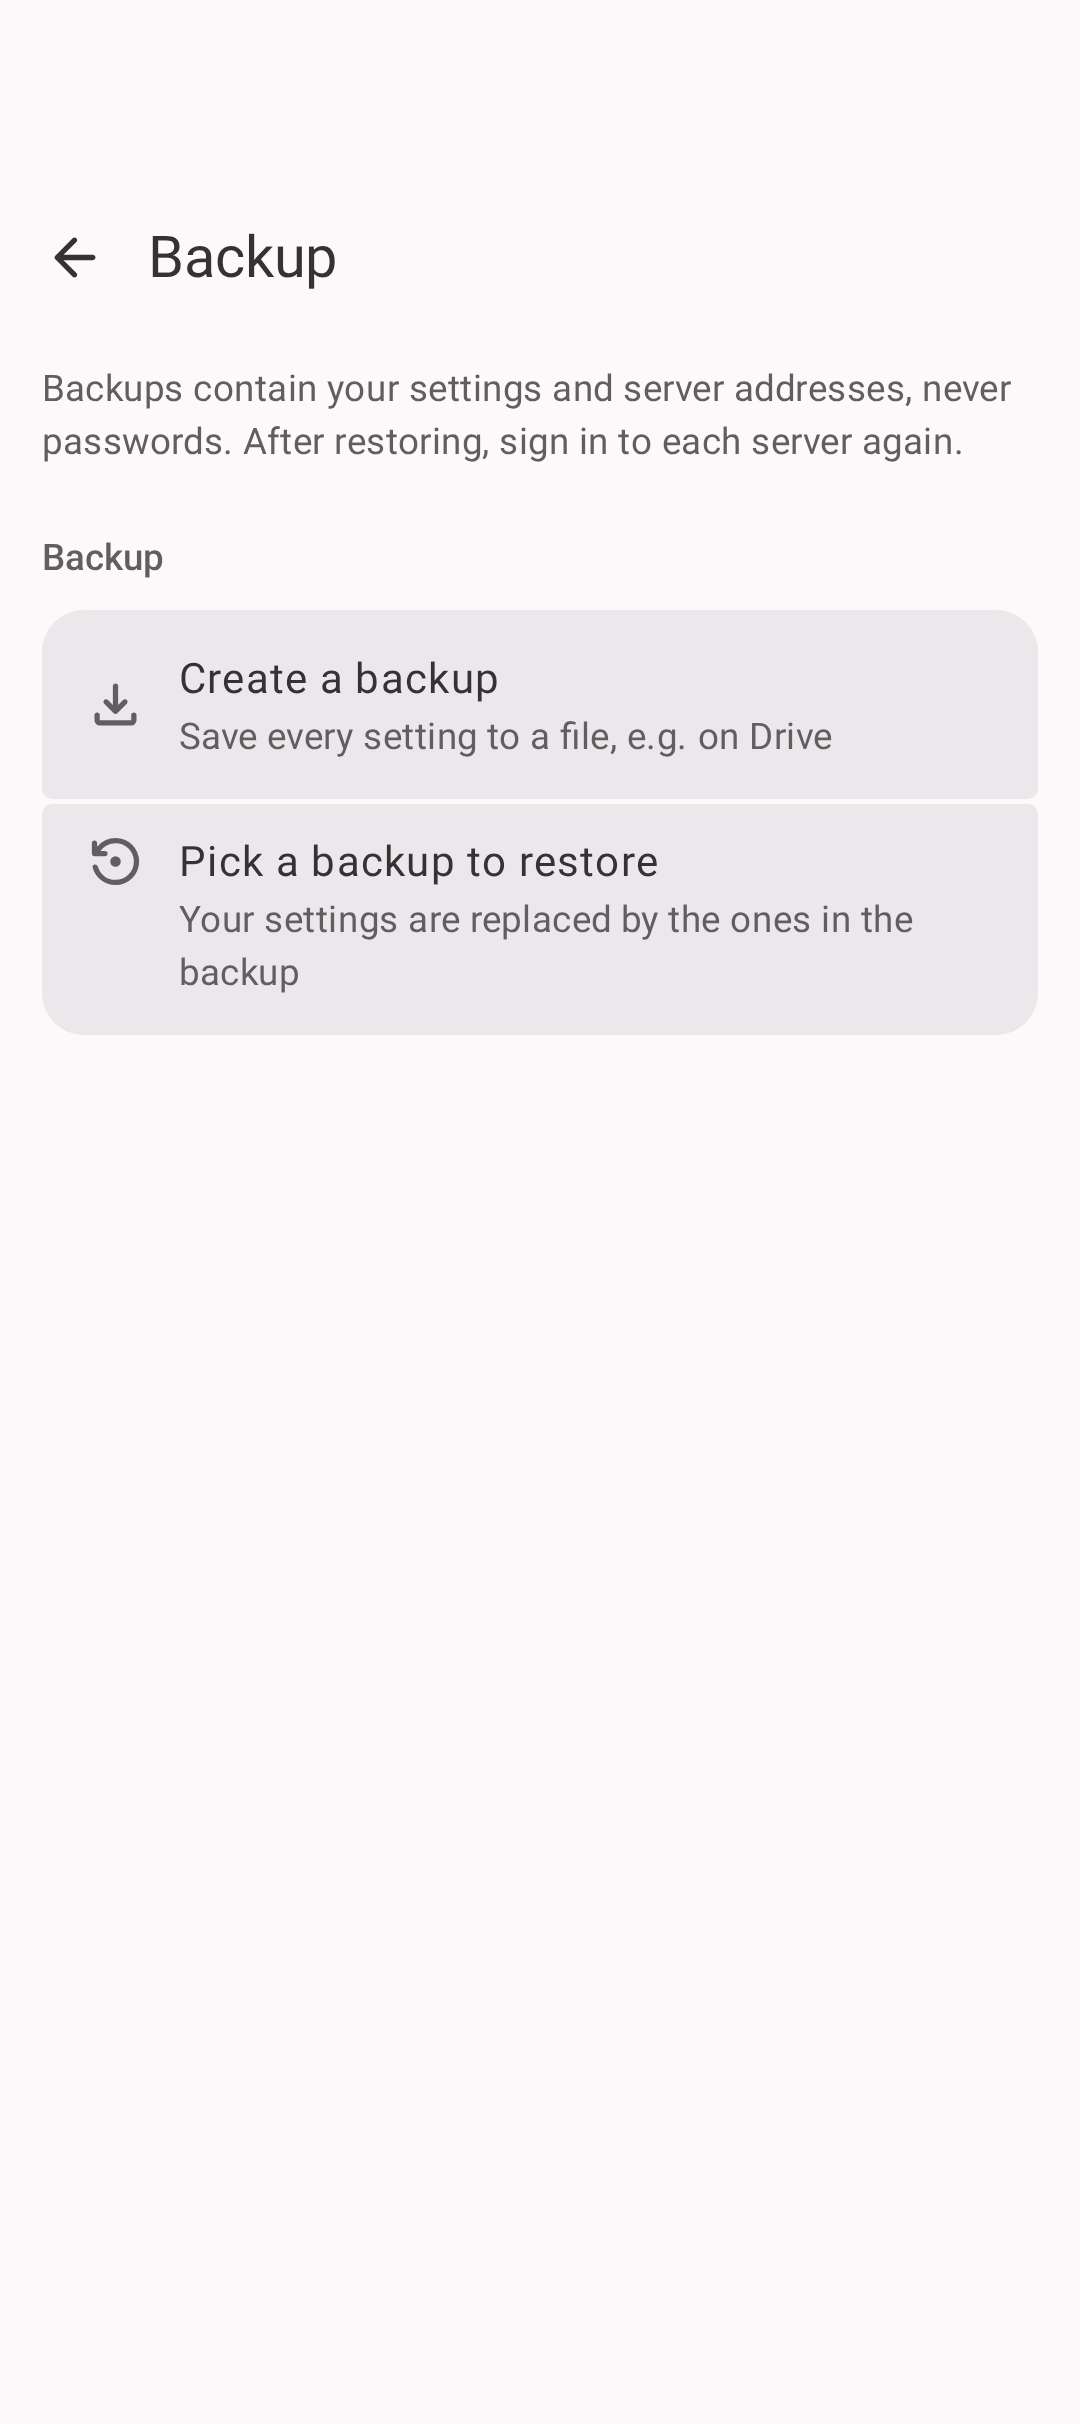 Backup
Backups contain your settings and server addresses, never
passwords. After restoring, sign in to each server again.
Backup
Create a backup
Save every setting to a file, e.g. on Drive
Pick a backup to restore
Your settings are replaced by the ones in the
backup